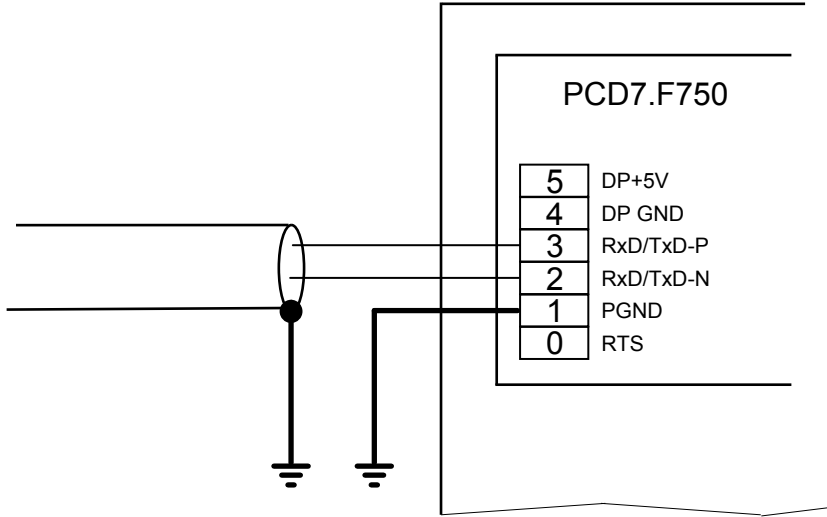 PCD7.F750
5 DP+5V
4 DP GND
3 RxD/TxD-P
2 RxD/TxD-N
1 PGND
0 RTS